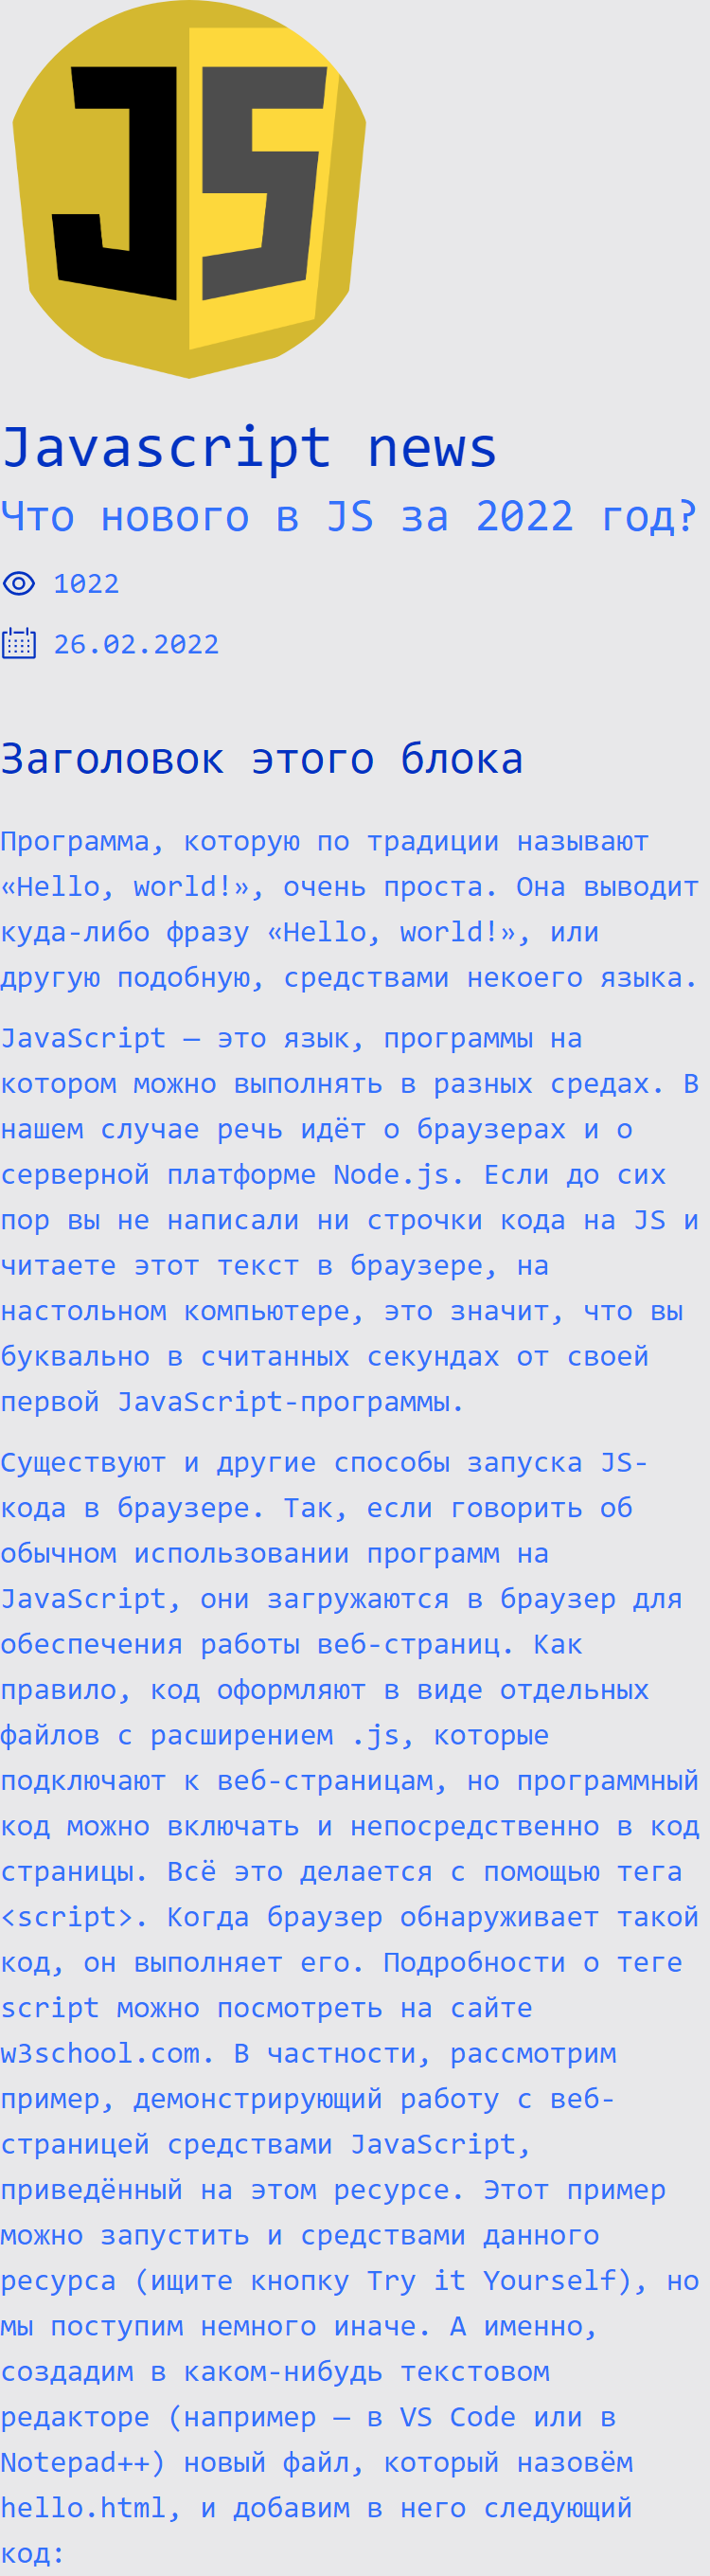 JS
Javascript news
Что нового в JS за 2022 год?
1022
26.02.2022
Заголовок этого блока
Программа, которую по традиции называют
«Hello, world!», очень проста. Она выводит
куда-либо фразу «Hello, world!», или
другую подобную, средствами некоего языка.
JavaScript — это язык, программы на
котором можно выполнять в разных средах. В
нашем случае речь идёт о браузерах и о
серверной платформе Node.js. Если до сих
пор вы не написали ни строчки кода на JS и
читаете этот текст в браузере, на
настольном компьютере, это значит, что вы
буквально в считанных секундах от своей
первой JavaScript-программы.
Существуют и другие способы запуска JS-
кода в браузере. Так, если говорить об
обычном использовании программ на
JavaScript, они загружаются в браузер для
обеспечения работы веб-страниц. Как
правило, код оформляют в виде отдельных
файлов с расширением .js, которые
подключают к веб-страницам, но программный
код можно включать и непосредственно в код
страницы. Всё это делается с помощью тега
<script>. Когда браузер обнаруживает такой
код, он выполняет его. Подробности о теге
script можно посмотреть на сайте
w3school.com. В частности, рассмотрим
пример, демонстрирующий работу с веб-
страницей средствами JavaScript,
приведённый на этом ресурсе. Этот пример
можно запустить и средствами данного
ресурса (ищите кнопку Try it Yourself), но
мы поступим немного иначе. А именно,
создадим в каком-нибудь текстовом
редакторе (например — в VS Code или в
Notepad++) новый файл, который назовём
hello.html, и добавим в него следующий
код: